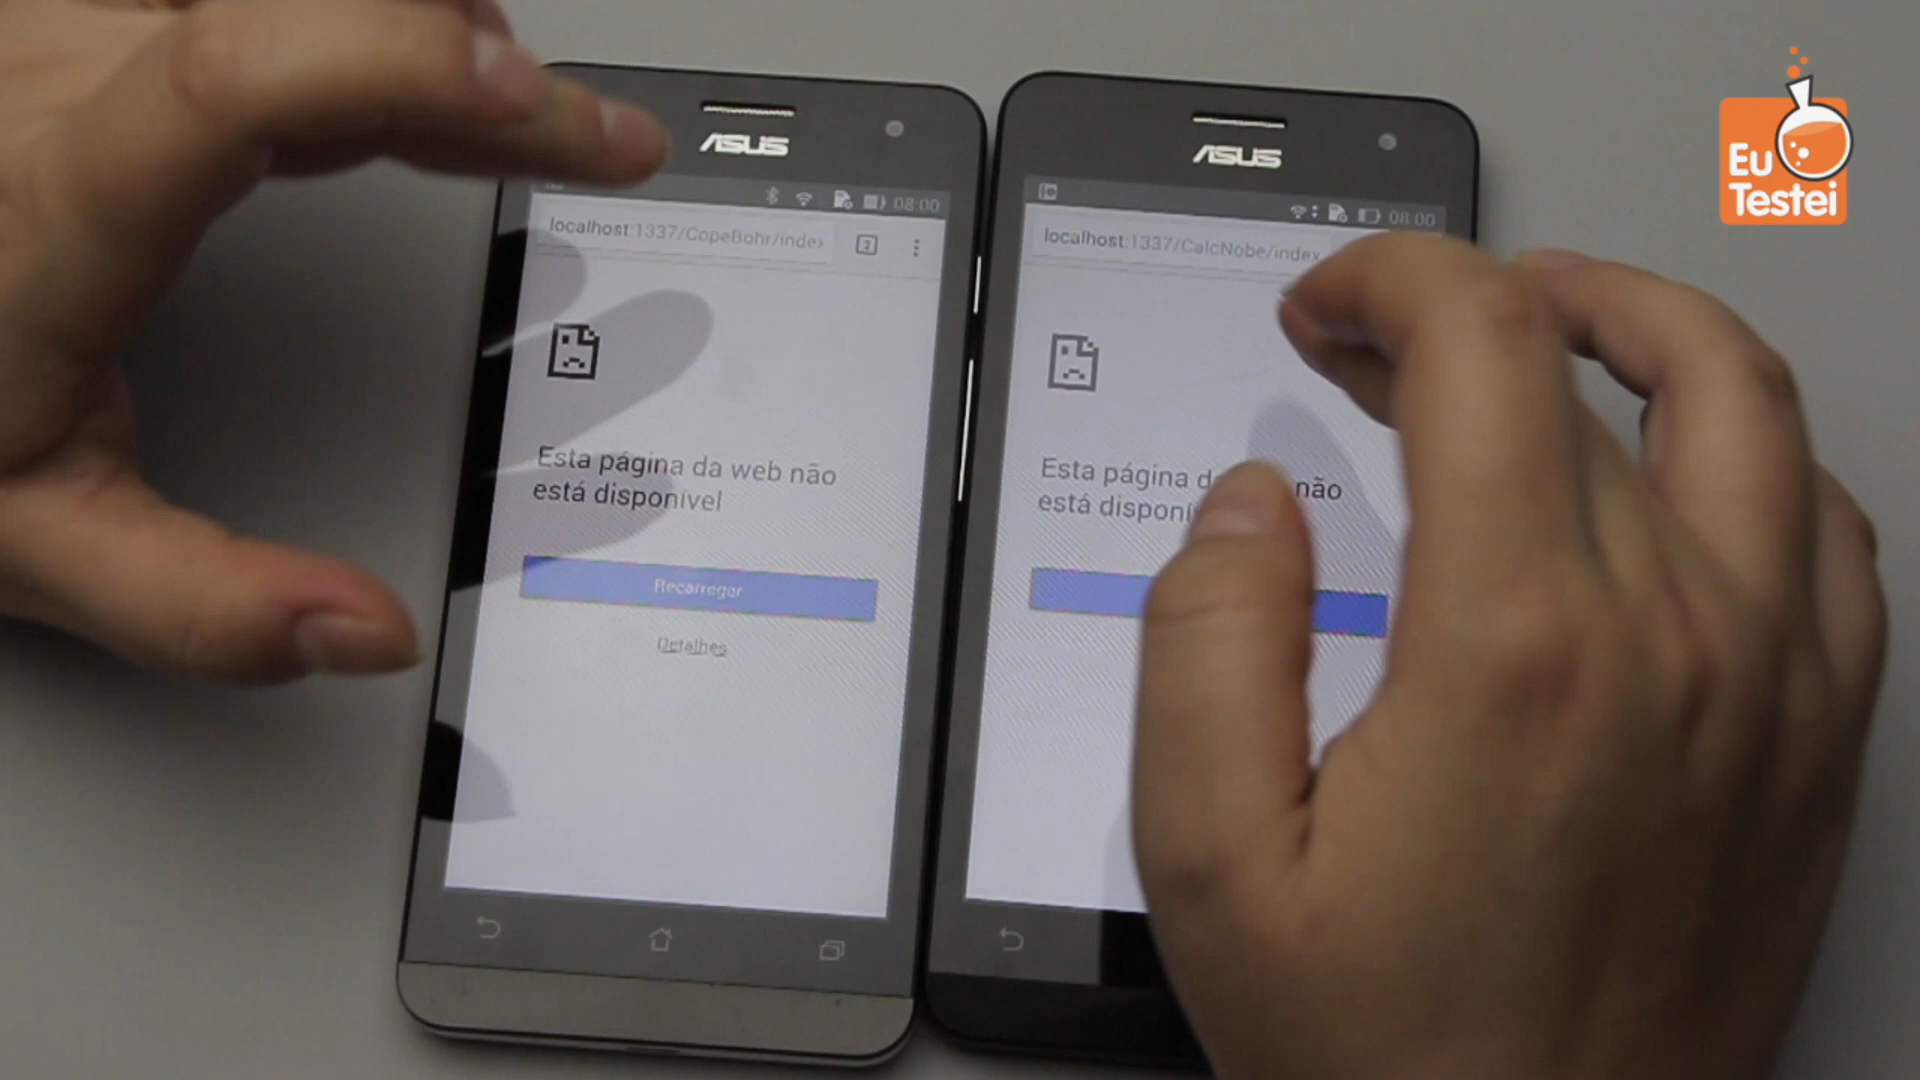 ASUS
08:00
localhost:1337/CopeBohr/index
2
Esta página da web não
está disponível
Recarregar
Detalhes
ASUS
08:00
localhost:1337/CalcNobe/index
Esta página d não
está disponí
Eu
Testei